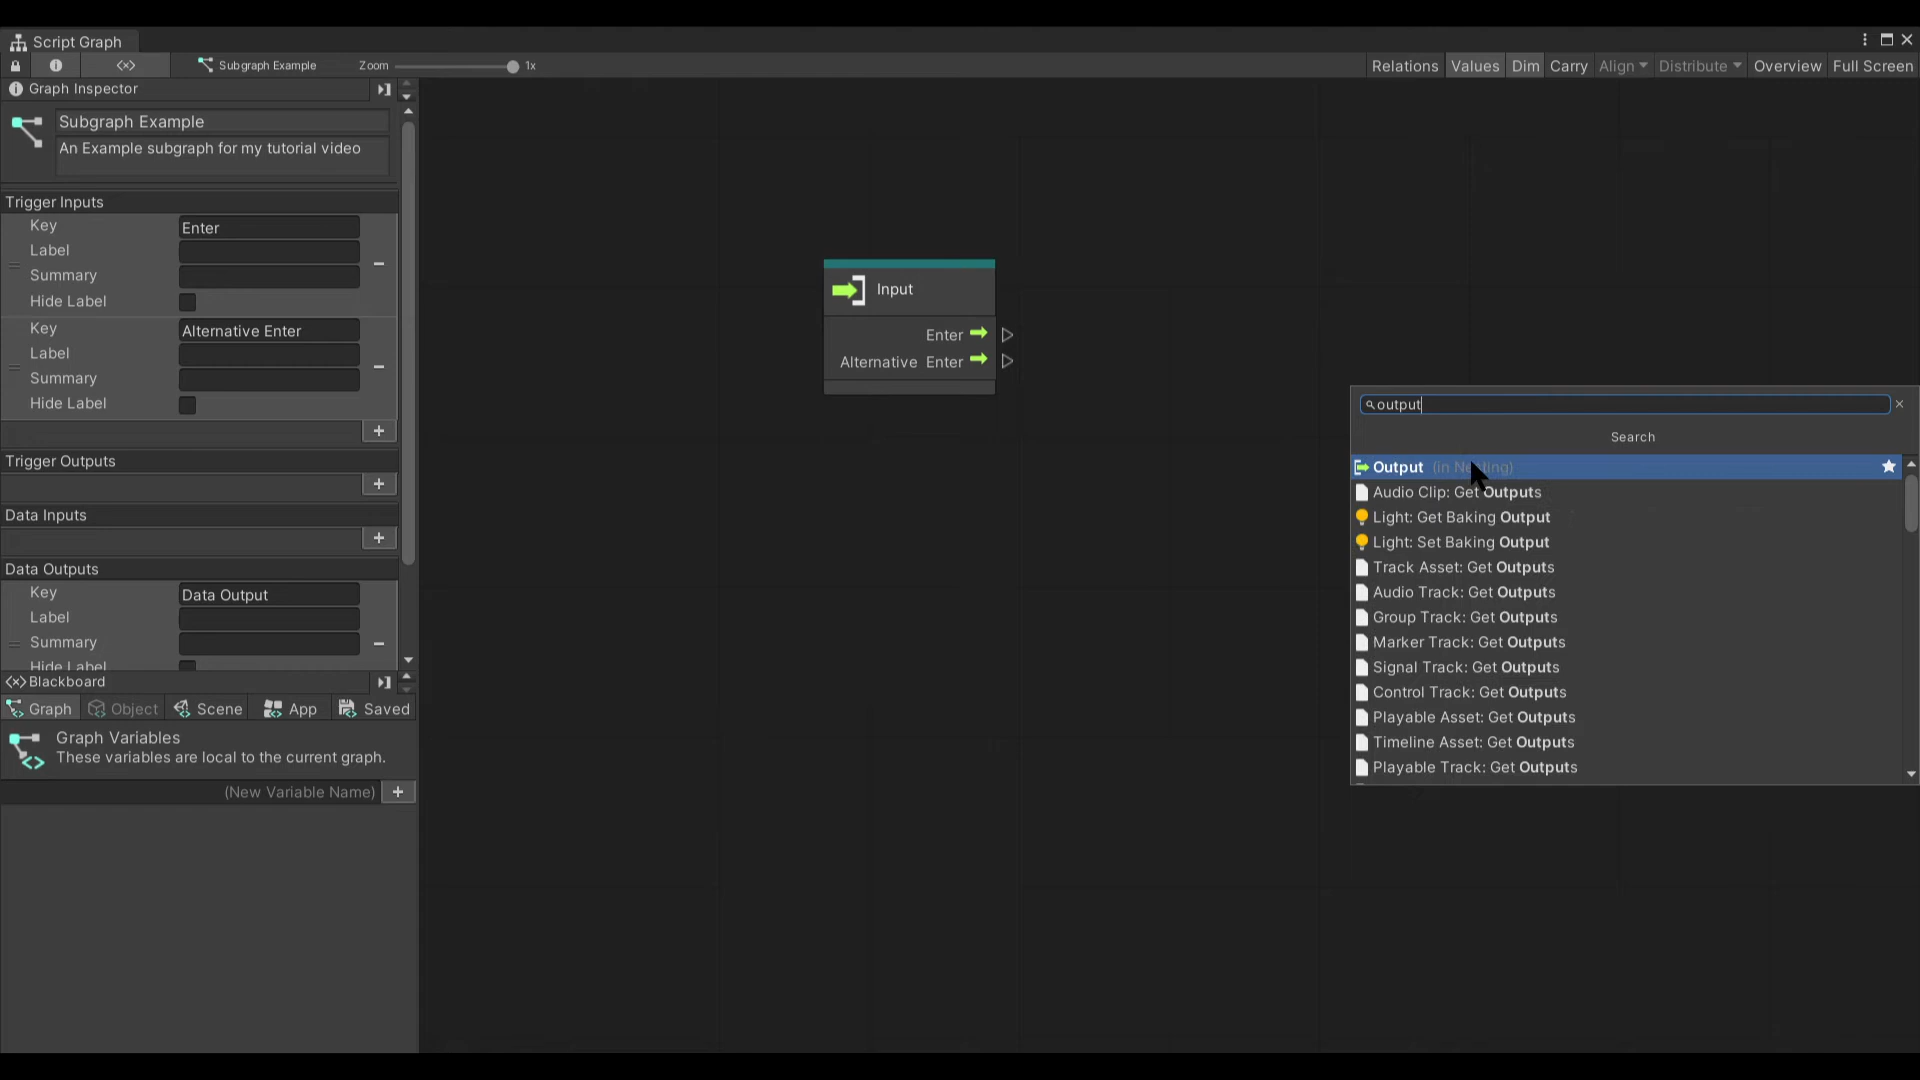 Script Graph
Subgraph Example
Zoom
1x
Relations
Values
Dim
Carry
Align
Distribute
Overview
Full Screen
Graph Inspector
Subgraph Example
An Example subgraph for my tutorial video
Trigger Inputs
Key
Enter
Label
Summary
Hide Label
Key
Alternative Enter
Label
Summary
Hide Label
+
Trigger Outputs
+
Data Inputs
+
Data Outputs
Key
Data Output
Label
Summary
Hide Label
Blackboard
Graph
Object
Scene
App
Saved
Graph Variables
These variables are local to the current graph.
(New Variable Name)
+
Input
Enter
Alternative Enter
output
Search
Output (in Nesting)
Audio Clip: Get Outputs
Light: Get Baking Output
Light: Set Baking Output
Track Asset: Get Outputs
Audio Track: Get Outputs
Group Track: Get Outputs
Marker Track: Get Outputs
Signal Track: Get Outputs
Control Track: Get Outputs
Playable Asset: Get Outputs
Timeline Asset: Get Outputs
Playable Track: Get Outputs